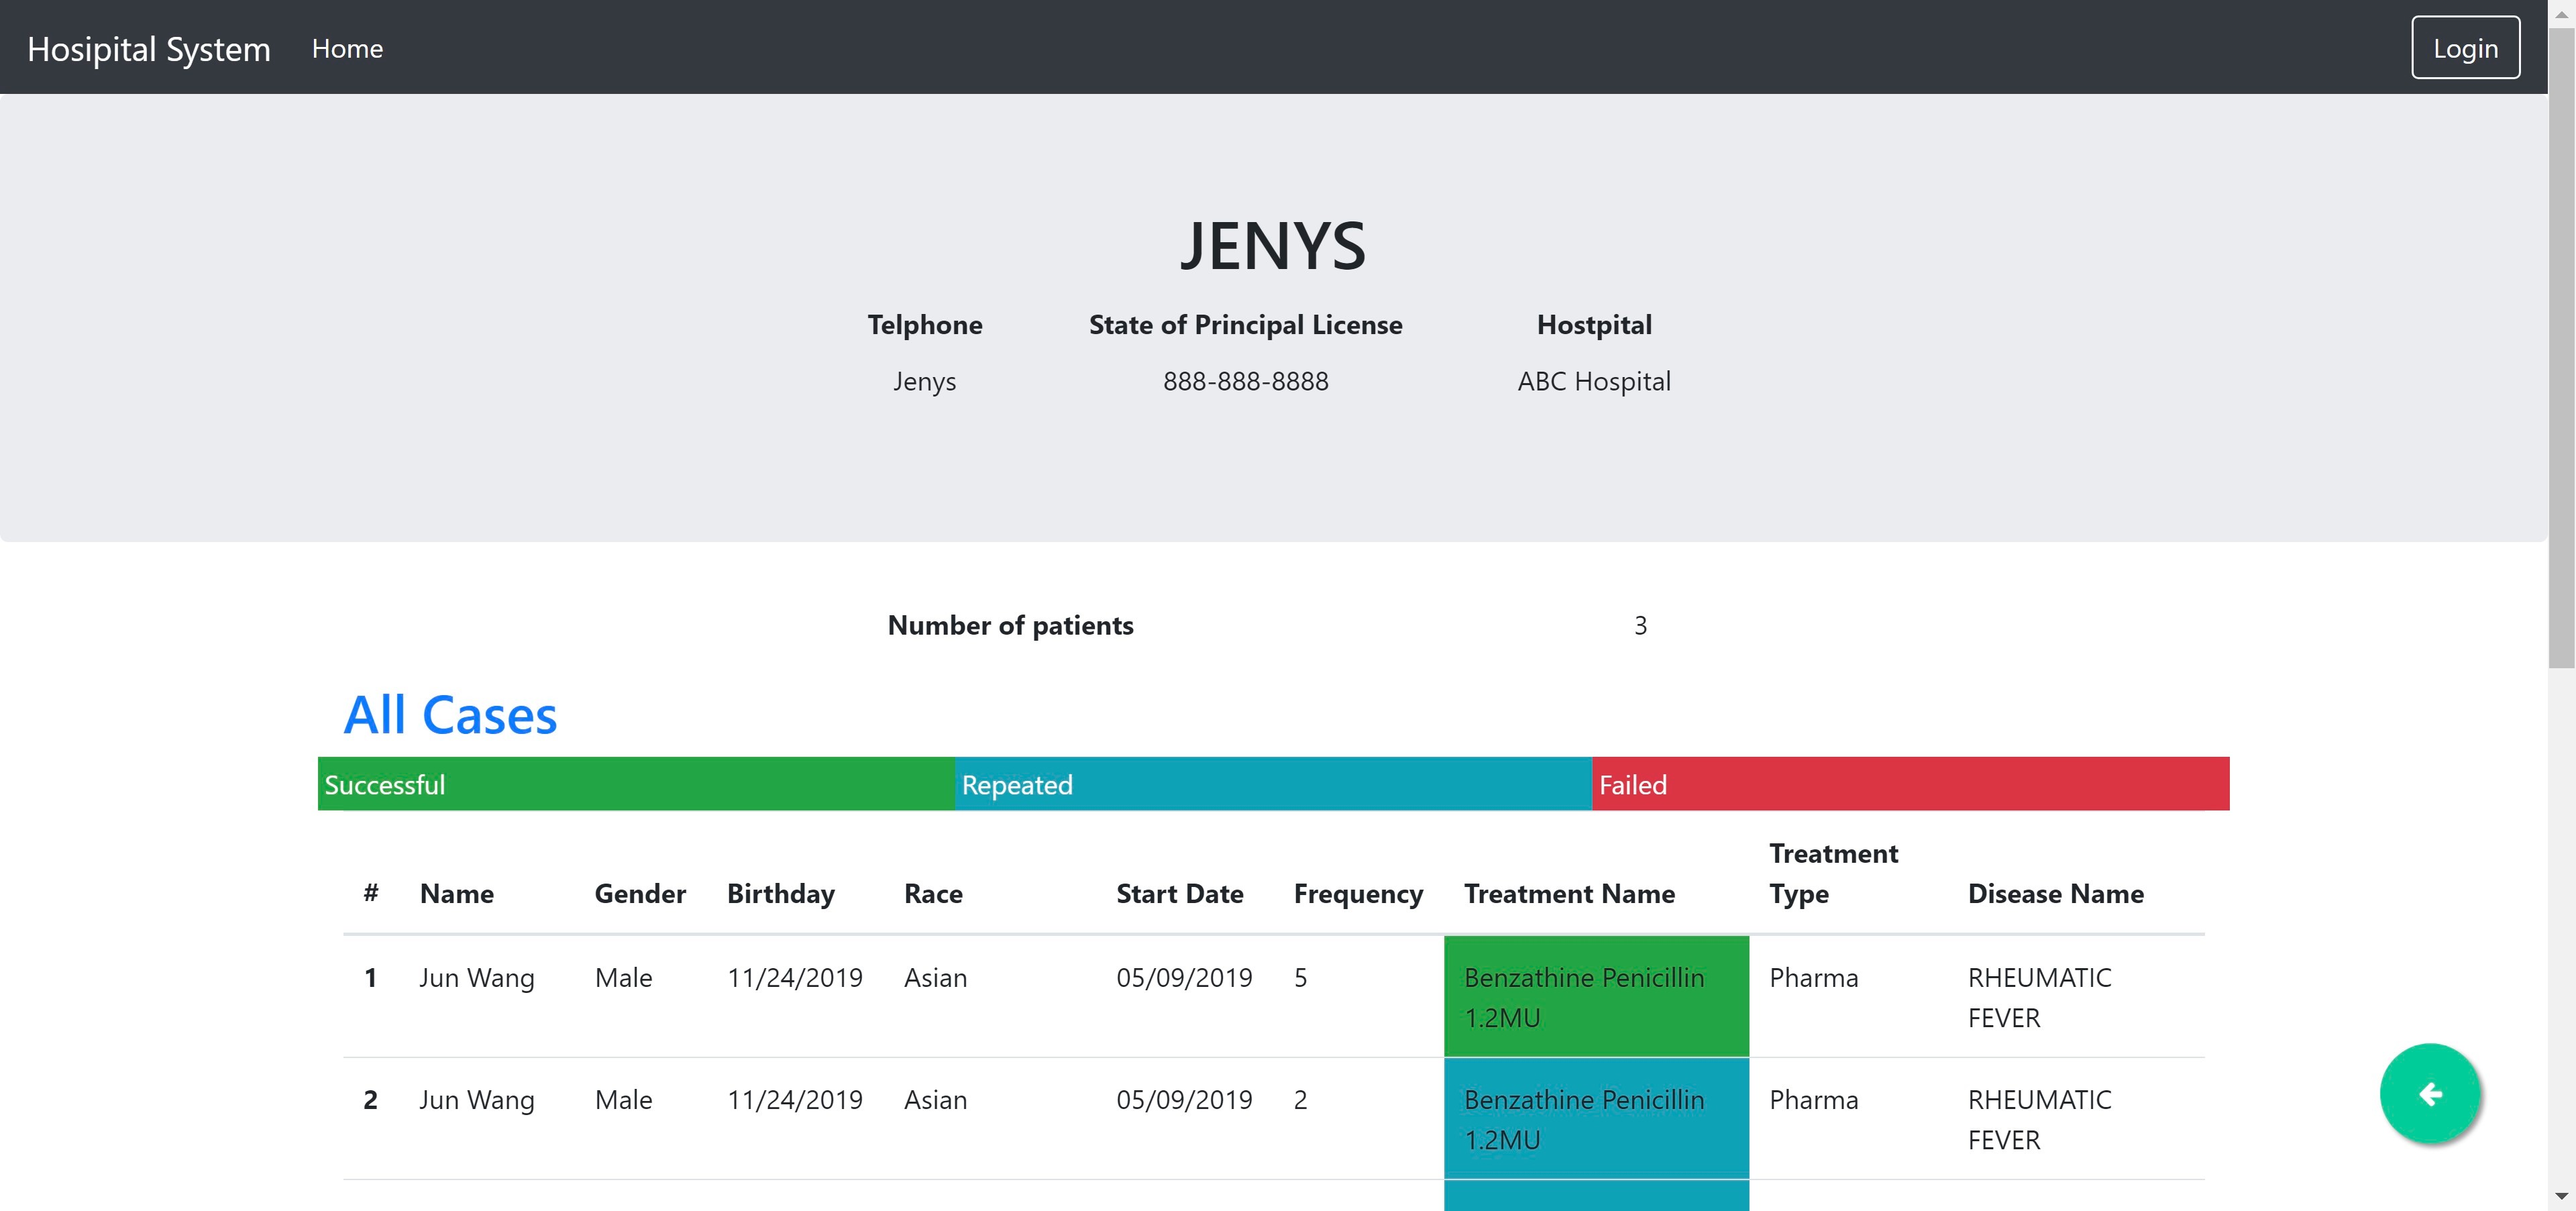 Hosipital System Home Login
JENYS
Telphone State of Principal License Hostpital
Jenys 888-888-8888 ABC Hospital
Number of patients 3
All Cases
Successful Repeated Failed
# Name Gender Birthday Race Start Date Frequency Treatment Name Treatment Type Disease Name
1 Jun Wang Male 11/24/2019 Asian 05/09/2019 5 Benzathine Penicillin 1.2MU Pharma RHEUMATIC FEVER
2 Jun Wang Male 11/24/2019 Asian 05/09/2019 2 Benzathine Penicillin 1.2MU Pharma RHEUMATIC FEVER